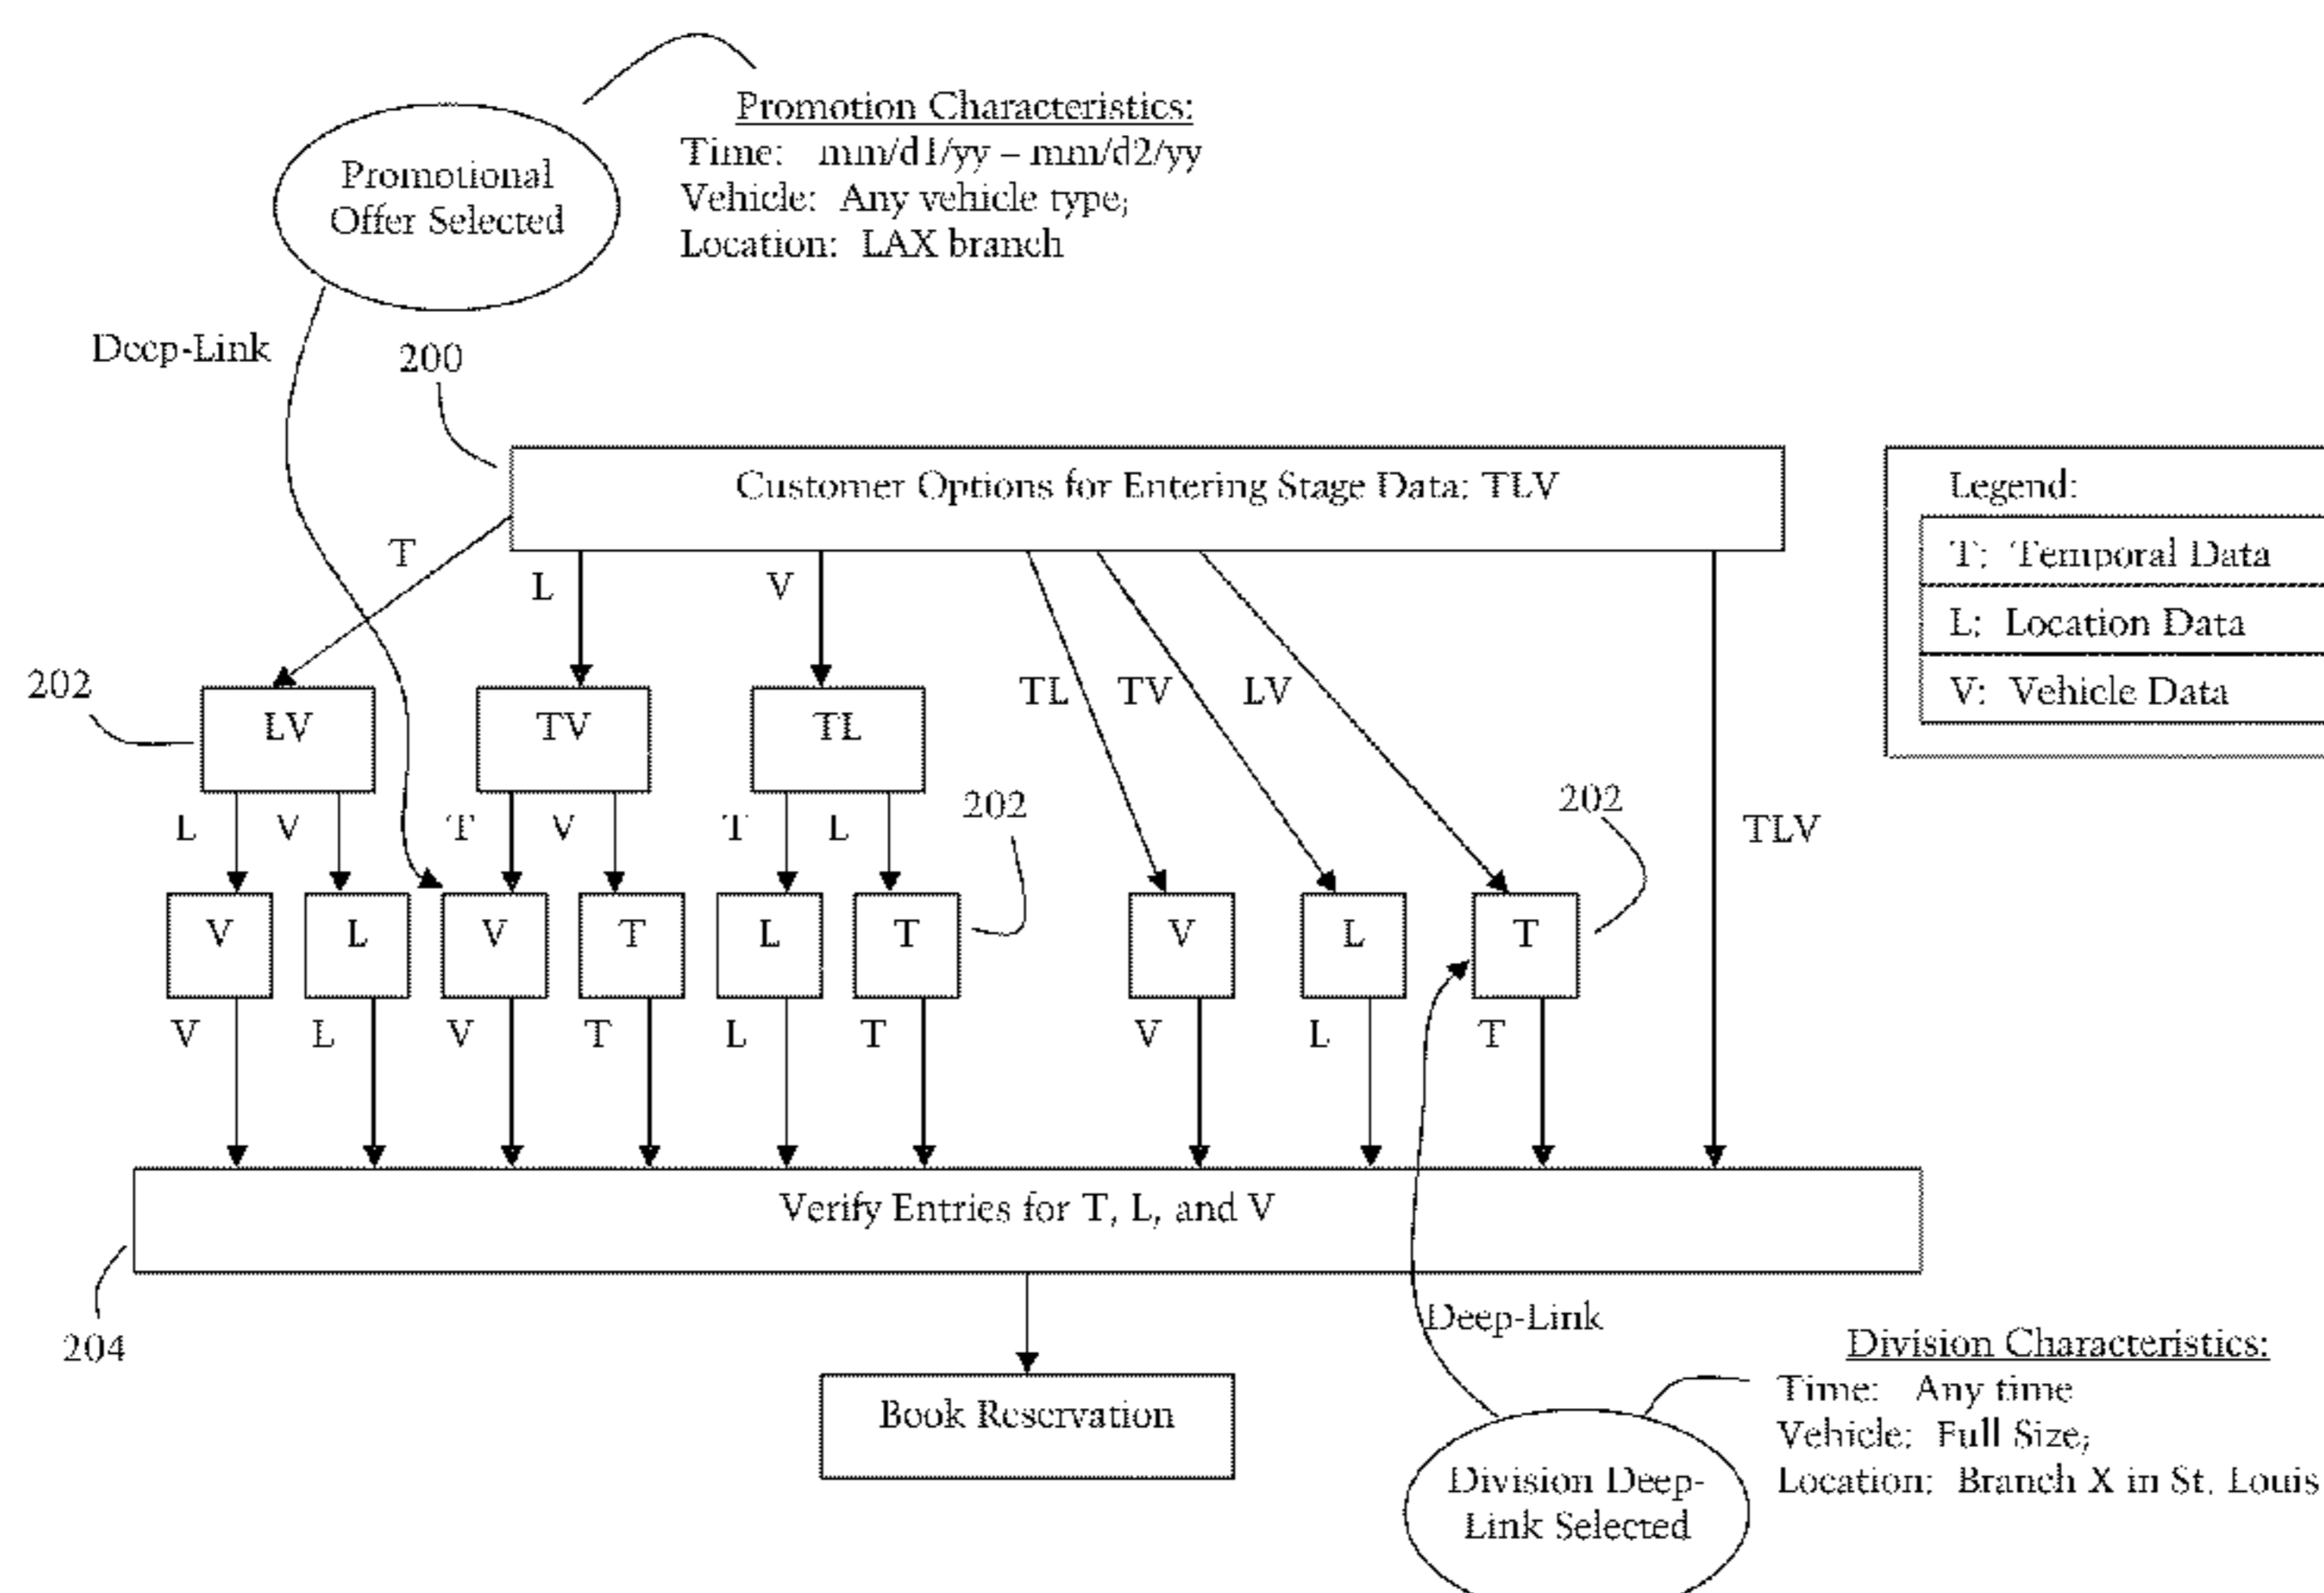 Promotion Characteristics:
Time: mm/d1/yy – mm/d2/yy
Vehicle: Any vehicle type;
Location: LAX branch
Promotional
Offer Selected
Deep-Link
200
Customer Options for Entering Stage Data: TLV
Legend:
T: Temporal Data
L: Location Data
V: Vehicle Data
T
L
V
TL
TV
LV
TLV
202
LV
TV
TL
L
V
T
V
T
L
202
202
V
L
V
T
L
T
V
L
T
V
L
V
T
L
T
V
L
T
Verify Entries for T, L, and V
204
Deep-Link
Book Reservation
Division Characteristics:
Time: Any time
Vehicle: Full Size;
Location: Branch X in St. Louis
Division Deep-
Link Selected